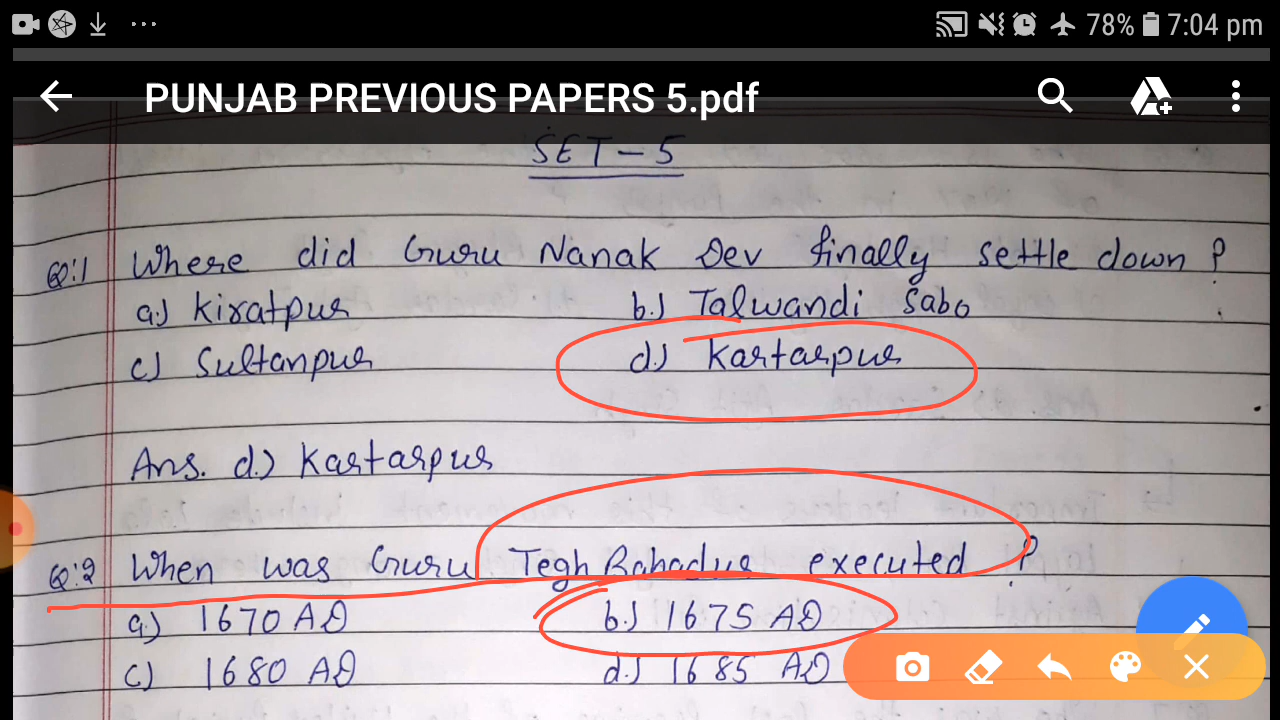 78% 7:04 pm
PUNJAB PREVIOUS PAPERS 5.pdf
SET-5
Q:1 Where did Guru Nanak Dev finally settle down ?
a.) Kiratpur b.) Talwandi Sabo
c) Sultanpur d.) Kartarpur
Ans. d.) Kartarpur
Q:2 When was Guru Tegh Bahadur executed ?
a.) 1670 AD b.) 1675 AD
c) 1680 AD d.) 1685 AD